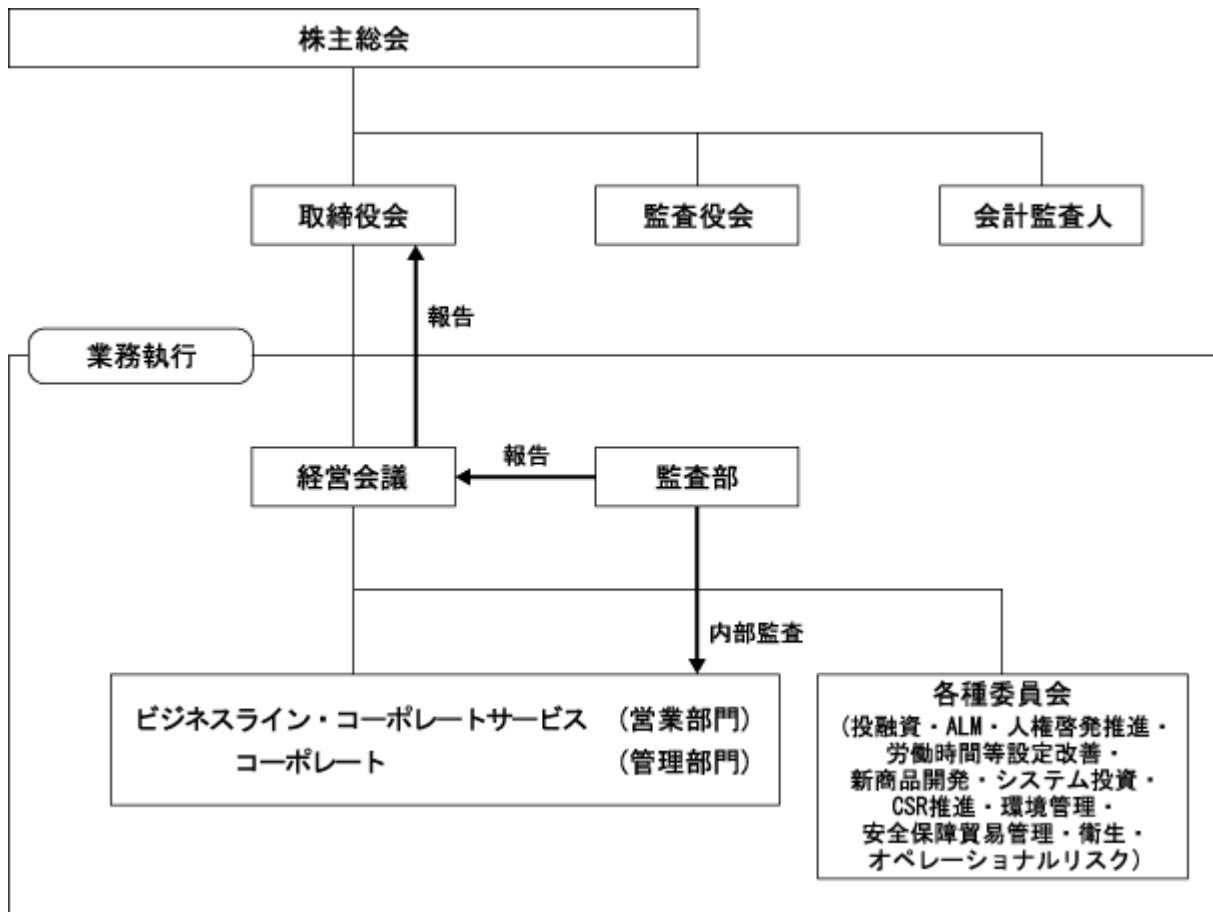 株主総会
取締役会
監査役会
会計監査人
報告
業務執行
経営会議
報告
監査部
内部監査
ビジネスライン・コーポレートサービス (営業部門)
コーポレート (管理部門)
各種委員会
(投融資・ALM・人権啓発推進・
労働時間等設定改善・
新商品開発・システム投資・
CSR推進・環境管理・
安全保障貿易管理・衛生・
オペレーショナルリスク)